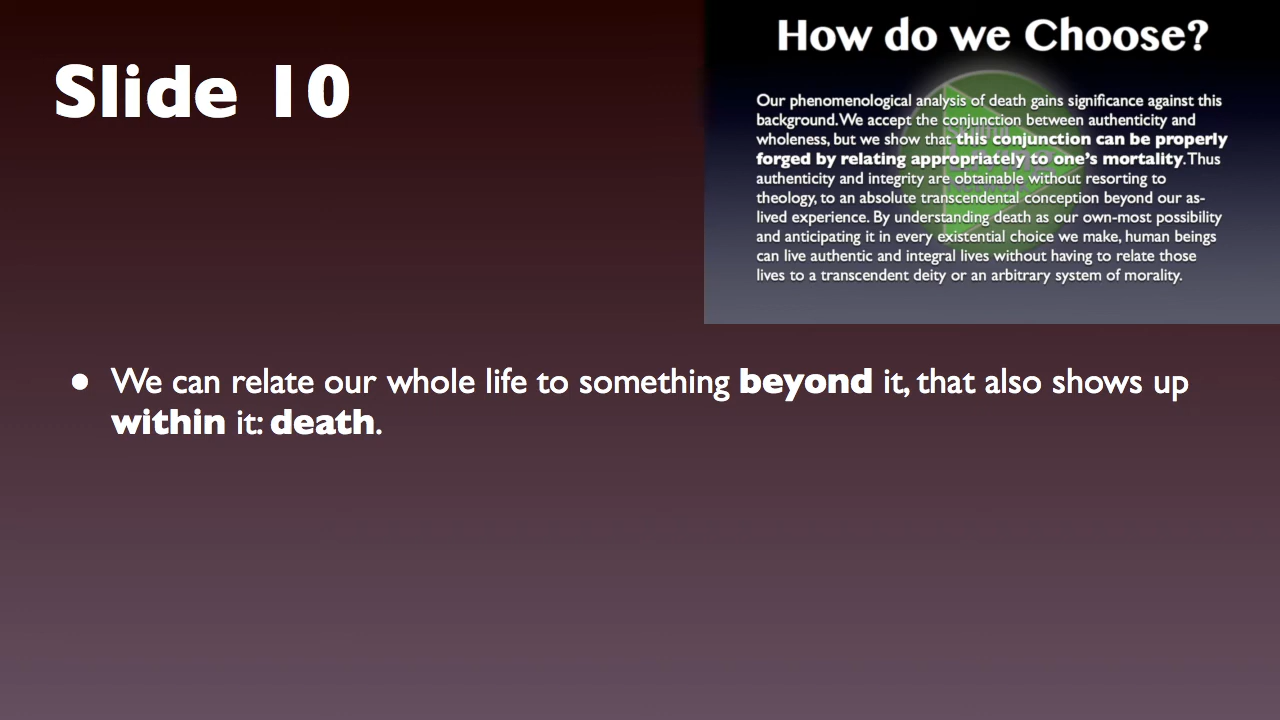 Slide 10
How do we Choose?
Our phenomenological analysis of death gains significance against this
background. We accept the conjunction between authenticity and
wholeness, but we show that this conjunction can be properly
forged by relating appropriately to one's mortality. Thus
authenticity and integrity are obtainable without resorting to
theology, to an absolute transcendental conception beyond our as-
lived experience. By understanding death as our own-most possibility
and anticipating it in every existential choice we make, human beings
can live authentic and integral lives without having to relate those
lives to a transcendent deity or an arbitrary system of morality.
● We can relate our whole life to something beyond it, that also shows up
within it: death.